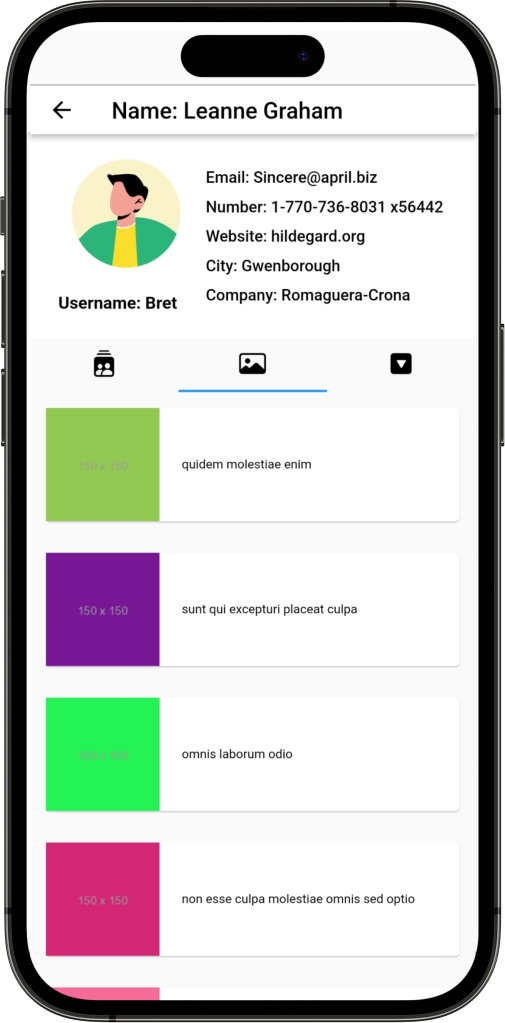 Name: Leanne Graham
Email: Sincere@april.biz
Number: 1-770-736-8031 x56442
Website: hildegard.org
City: Gwenborough
Company: Romaguera-Crona
Username: Bret
150 x 150
quidem molestiae enim
150 x 150
sunt qui excepturi placeat culpa
150 x 150
omnis laborum odio
150 x 150
non esse culpa molestiae omnis sed optio